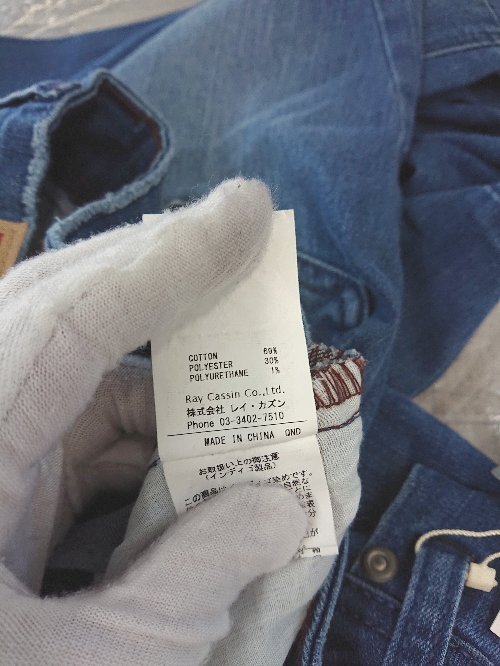 COTTON 69%
POLYESTER 30%
POLYURETHANE 1%
Ray Cassin Co.,Ltd.
株式会社 レイ・カズン
Phone 03-3402-7510
MADE IN CHINA QND
お取扱い上の御注意
(インディゴ製品)